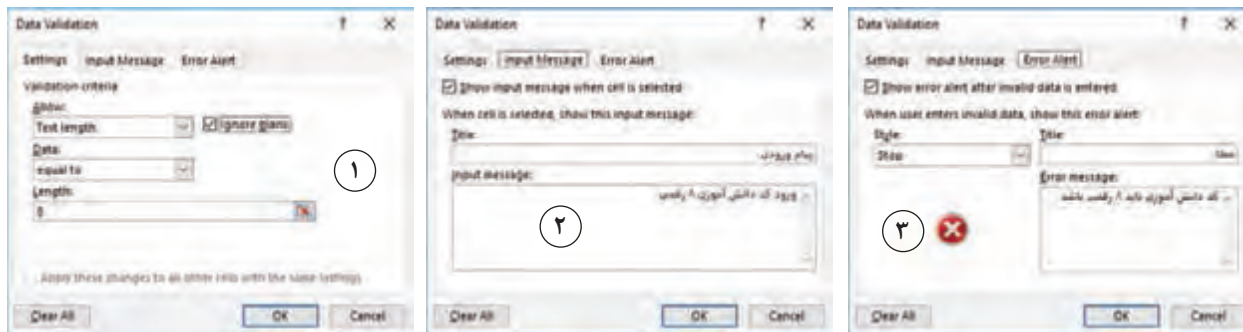 Data Validation ? ×
Settings Input Message Error Alert
Validation criteria
Allow:
Text length
Ignore blank
Data:
equal to
Length:
8
۱
Apply these changes to all other cells with the same settings
Clear All OK Cancel
Data Validation ? ×
Settings Input Message Error Alert
Show input message when cell is selected
When cell is selected, show this input message:
Title:
پیام ورودی
Input message:
ورود کد دانش آموزی ۸ رقمی
۲
Clear All OK Cancel
Data Validation ? ×
Settings Input Message Error Alert
Show error alert after invalid data is entered
When user enters invalid data, show this error alert:
Style:
Stop
Title:
خطا
Error message:
کد دانش آموزی باید ۸ رقمی باشد
۳
Clear All OK Cancel